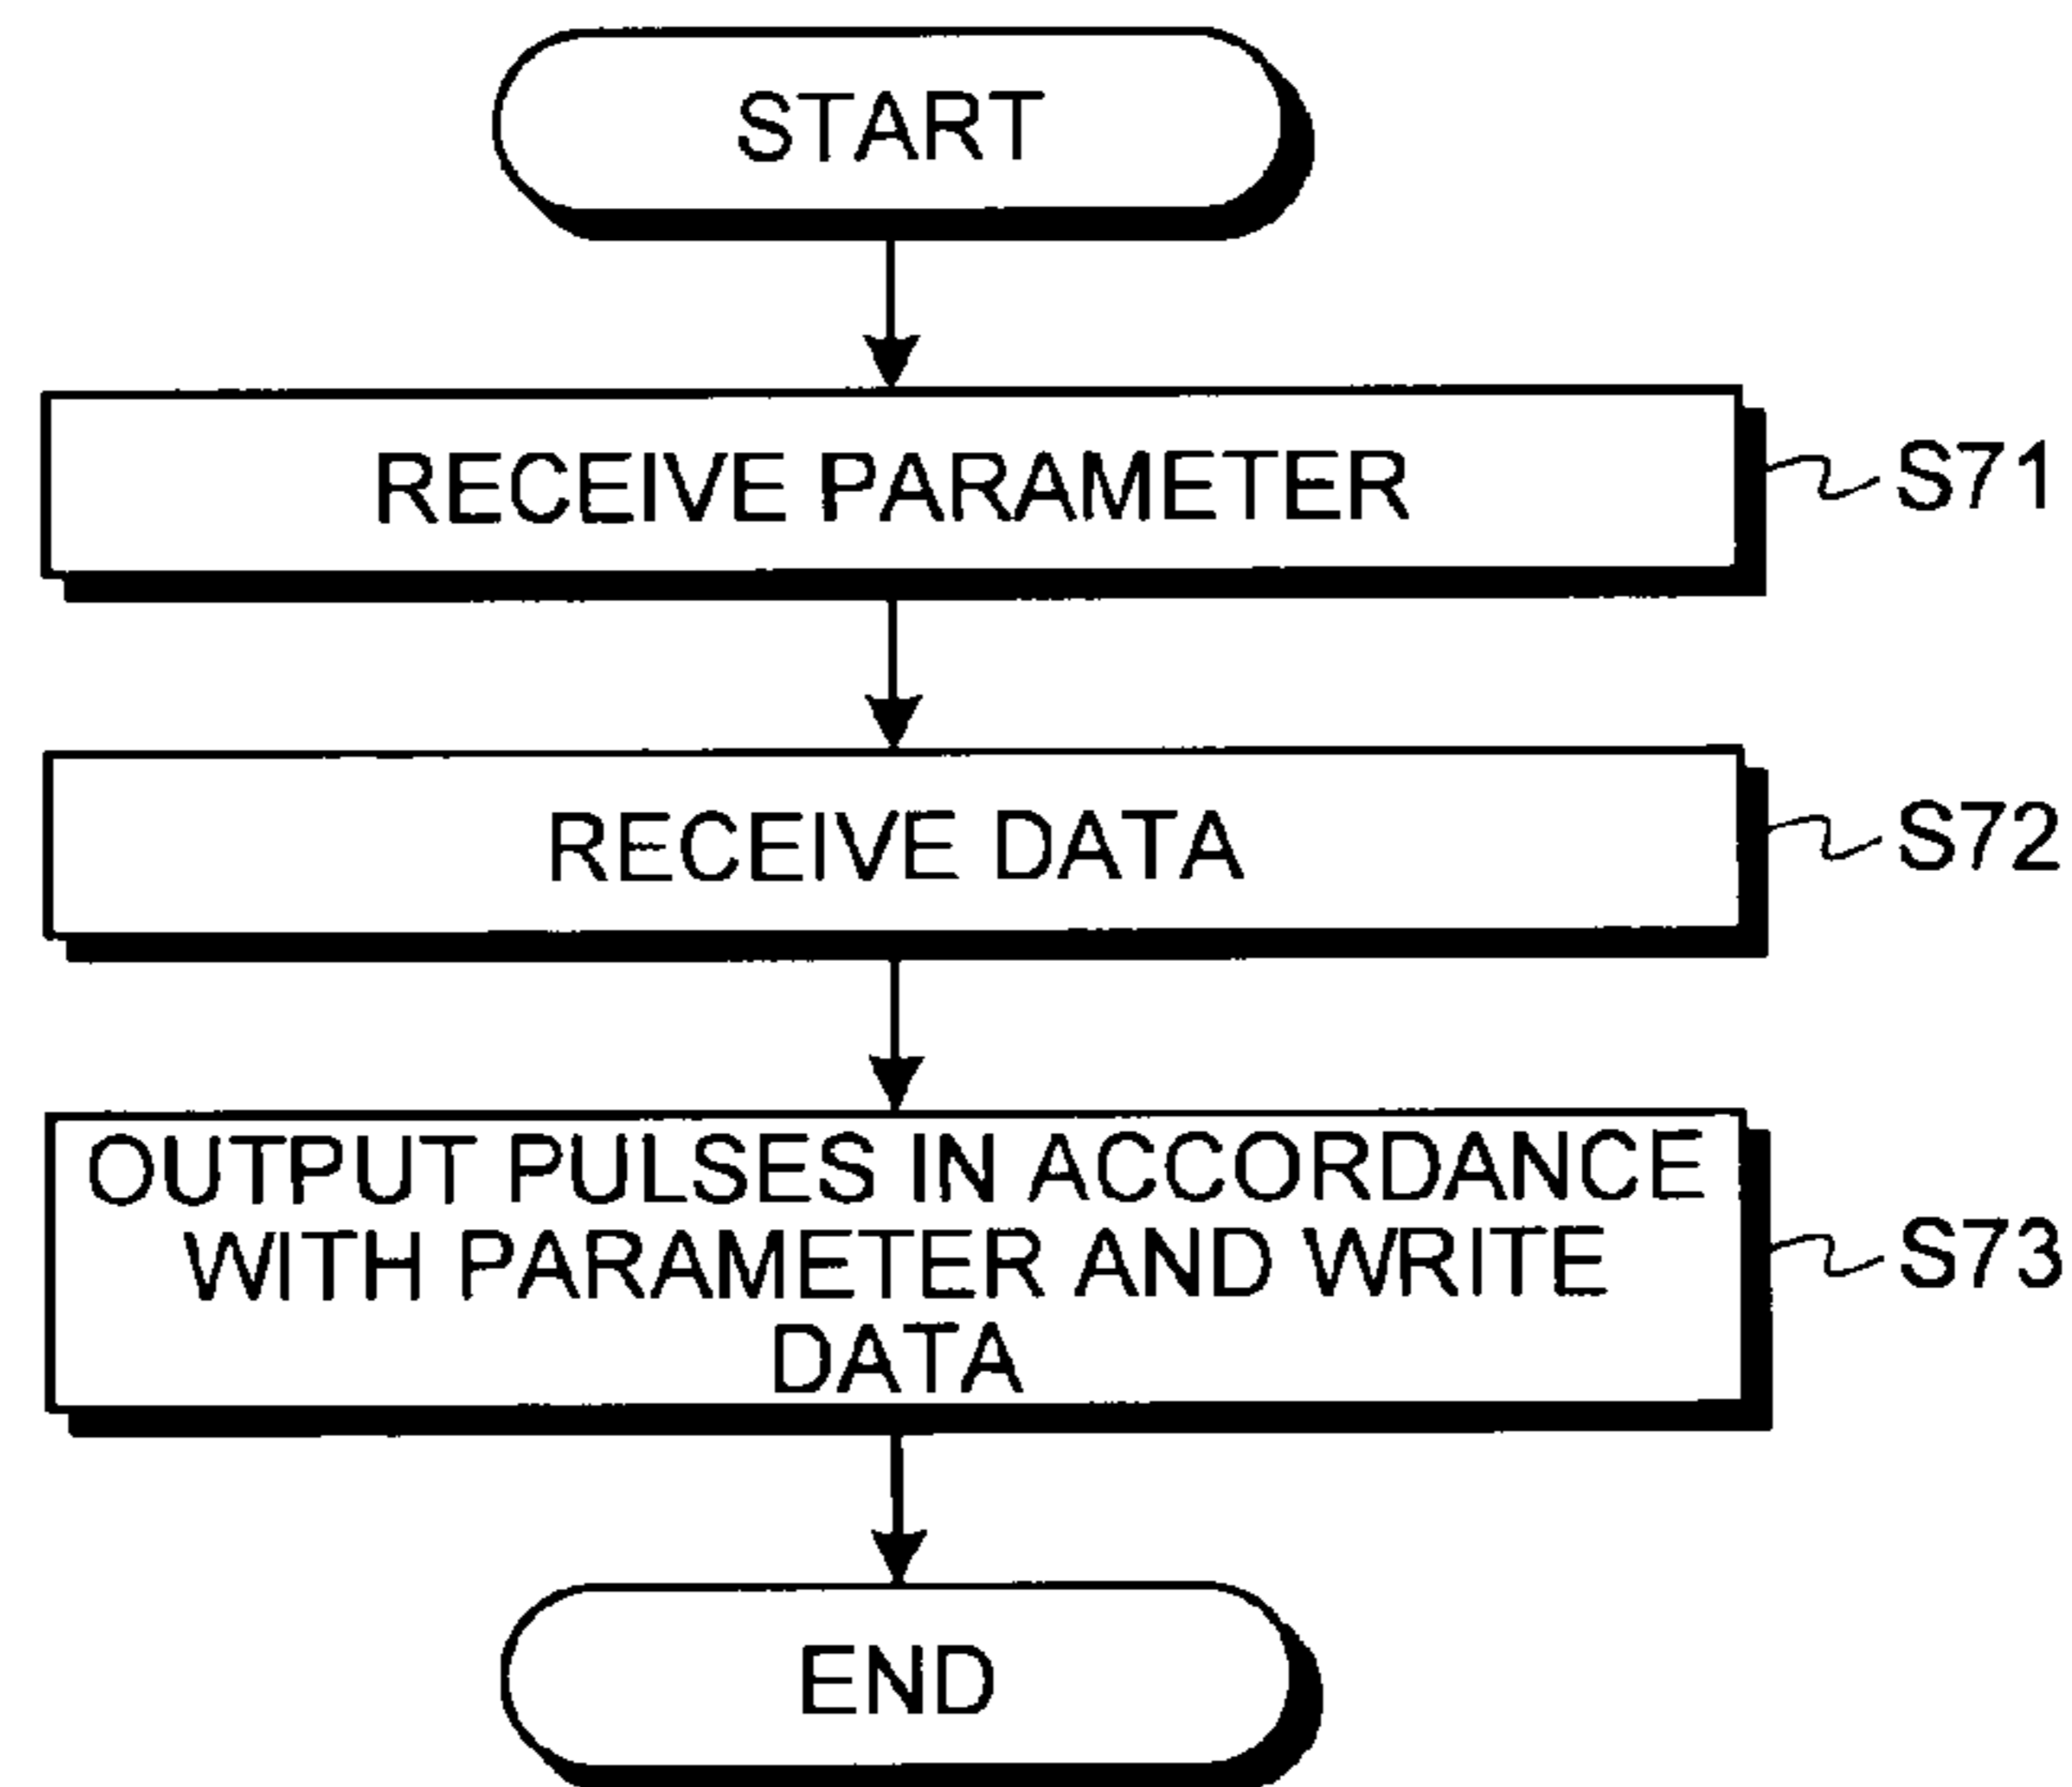 START
RECEIVE PARAMETER
S71
RECEIVE DATA
S72
OUTPUT PULSES IN ACCORDANCE
WITH PARAMETER AND WRITE
DATA
S73
END